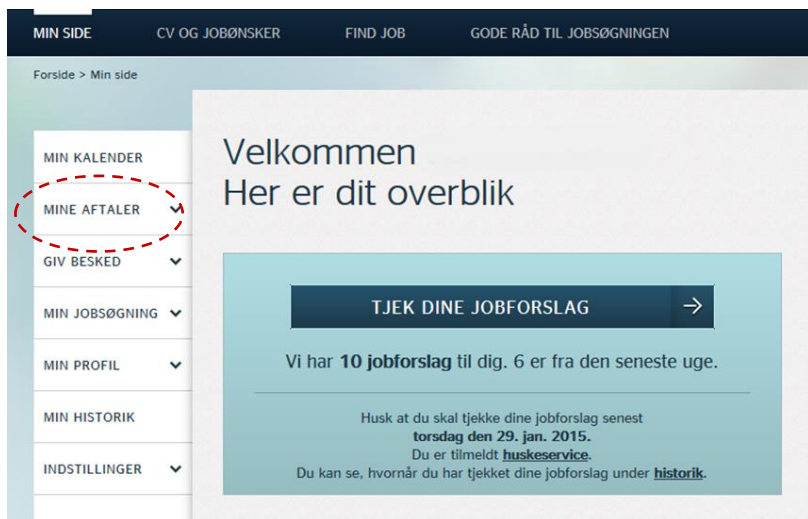 MIN SIDE CV OG JOBØNSKER FIND JOB GODE RÅD TIL JOBSØGNINGEN
Forside > Min side
MIN KALENDER
MINE AFTALER
GIV BESKED
MIN JOBSØGNING
MIN PROFIL
MIN HISTORIK
INDSTILLINGER
Velkommen
Her er dit overblik
TJEK DINE JOBFORSLAG
Vi har 10 jobforslag til dig. 6 er fra den seneste uge.
Husk at du skal tjekke dine jobforslag senest
torsdag den 29. jan. 2015.
Du er tilmeldt huskeservice.
Du kan se, hvornår du har tjekket dine jobforslag under historik.